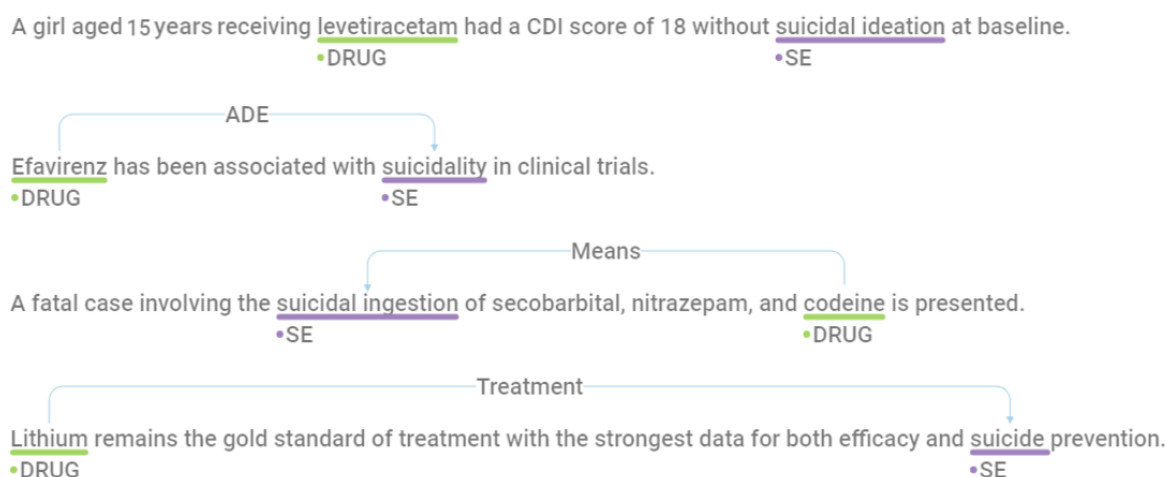 A girl aged 15 years receiving levetiracetam had a CDI score of 18 without suicidal ideation at baseline.
•DRUG •SE
ADE
Efavirenz has been associated with suicidality in clinical trials.
•DRUG •SE
Means
A fatal case involving the suicidal ingestion of secobarbital, nitrazepam, and codeine is presented.
•SE •DRUG
Treatment
Lithium remains the gold standard of treatment with the strongest data for both efficacy and suicide prevention.
•DRUG •SE